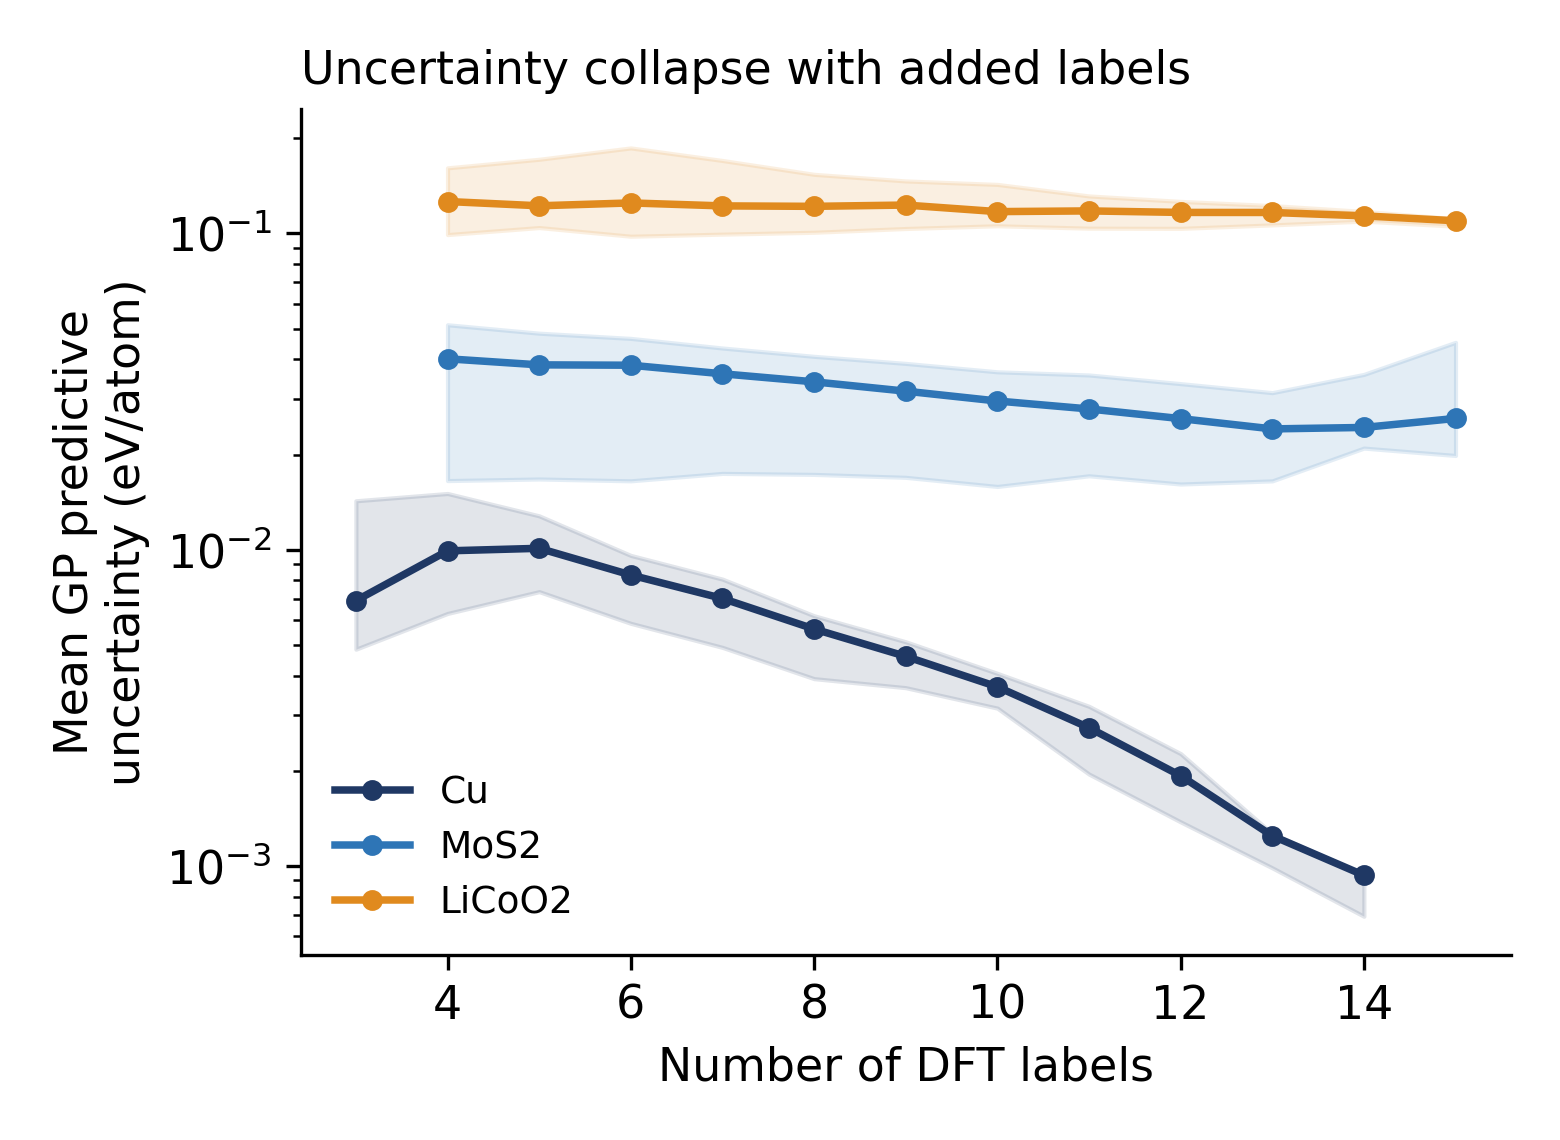 Uncertainty collapse with added labels
Mean GP predictive
uncertainty (eV/atom)
10⁻¹
10⁻²
10⁻³
Cu
MoS2
LiCoO2
4 6 8 10 12 14
Number of DFT labels